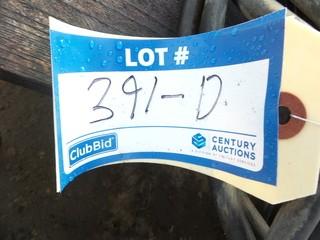 LOT #
391-D
ClubBid
CENTURY
AUCTIONS